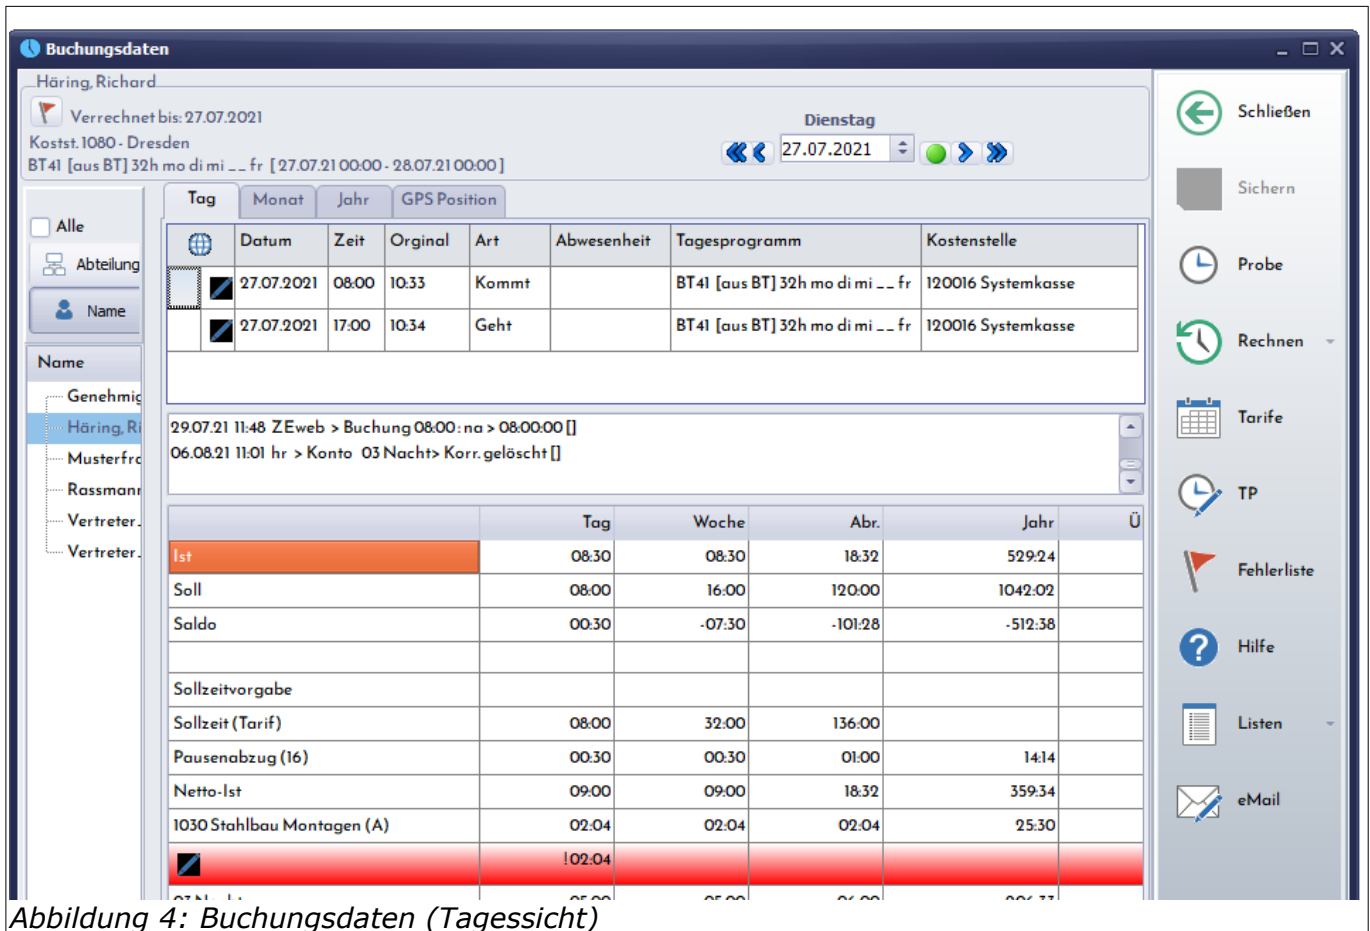 Buchungsdaten
Häring, Richard
Verrechnet bis: 27.07.2021
Kostst. 1080 - Dresden
BT41 [aus BT] 32h mo di mi _ _ fr [ 27.07.21 00:00 - 28.07.21 00:00 ]
Dienstag
27.07.2021
Alle
Abteilung
Name
Name
Genehmig
Häring, Ri
Musterfra
Rassmann
Vertreter.
Vertreter.
Tag Monat Jahr GPS Position
Datum Zeit Orginal Art Abwesenheit Tagesprogramm Kostenstelle
27.07.2021 08:00 10:33 Kommt BT41 [aus BT] 32h mo di mi _ _ fr 120016 Systemkasse
27.07.2021 17:00 10:34 Geht BT41 [aus BT] 32h mo di mi _ _ fr 120016 Systemkasse
29.07.21 11:48 ZEweb > Buchung 08:00 : na > 08:00:00 []
06.08.21 11:01 hr > Konto 03 Nacht> Korr. gelöscht []
Tag Woche Abr. Jahr Ü
Ist 08:30 08:30 18:32 529:24
Soll 08:00 16:00 120:00 1042:02
Saldo 00:30 -07:30 -101:28 -512:38
Sollzeitvorgabe
Sollzeit (Tarif) 08:00 32:00 136:00
Pausenabzug (16) 00:30 00:30 01:00 14:14
Netto-Ist 09:00 09:00 18:32 359:34
1030 Stahlbau Montagen (A) 02:04 02:04 02:04 25:30
!02:04
Schließen
Sichern
Probe
Rechnen
Tarife
TP
Fehlerliste
Hilfe
Listen
eMail
Abbildung 4: Buchungsdaten (Tagessicht)